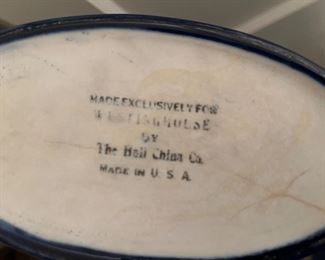 MADE EXCLUSIVELY FOR
WESTINGHOUSE
BY
The Hall China Co.
MADE IN U. S. A.